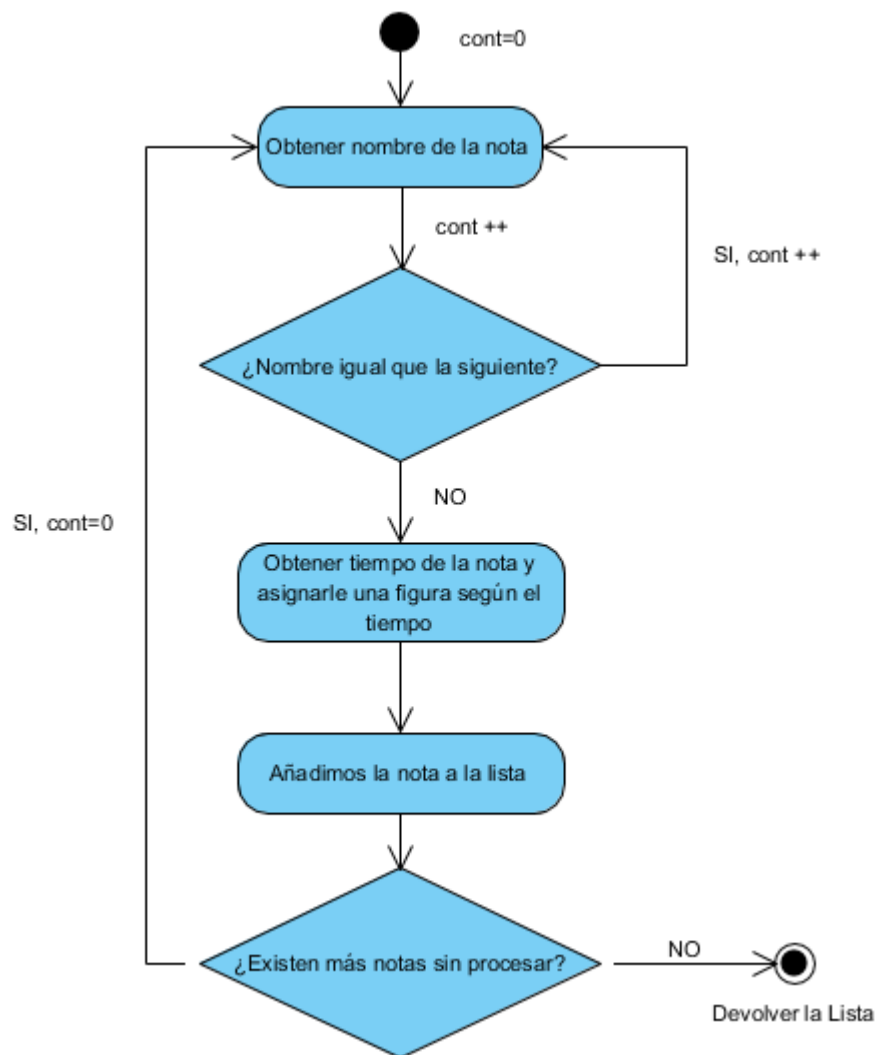 cont=0
Obtener nombre de la nota
cont ++
SI, cont ++
¿Nombre igual que la siguiente?
NO
SI, cont=0
Obtener tiempo de la nota y
asignarle una figura según el
tiempo
Añadimos la nota a la lista
¿Existen más notas sin procesar?
NO
Devolver la Lista